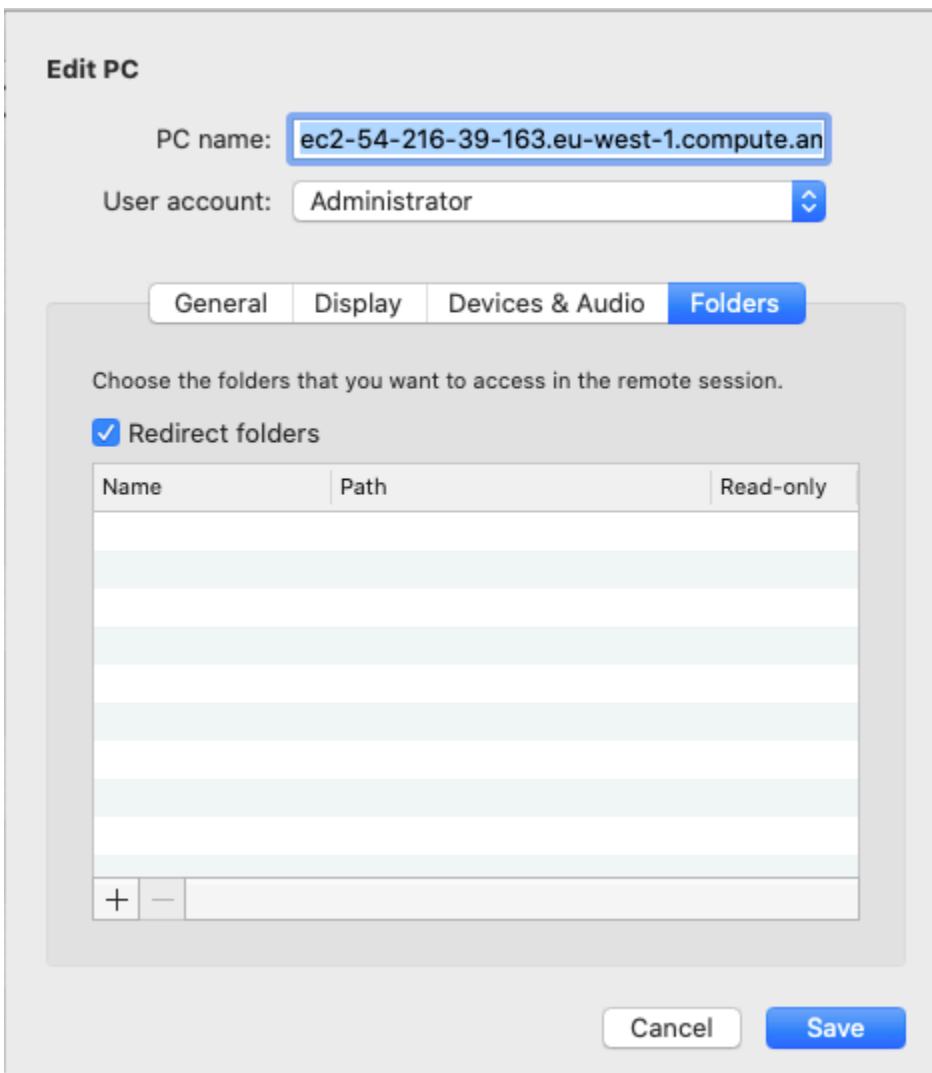 Edit PC
PC name: ec2-54-216-39-163.eu-west-1.compute.am
User account: Administrator
General Display Devices & Audio Folders
Choose the folders that you want to access in the remote session.
Redirect folders
Name Path Read-only
+ −
Cancel Save